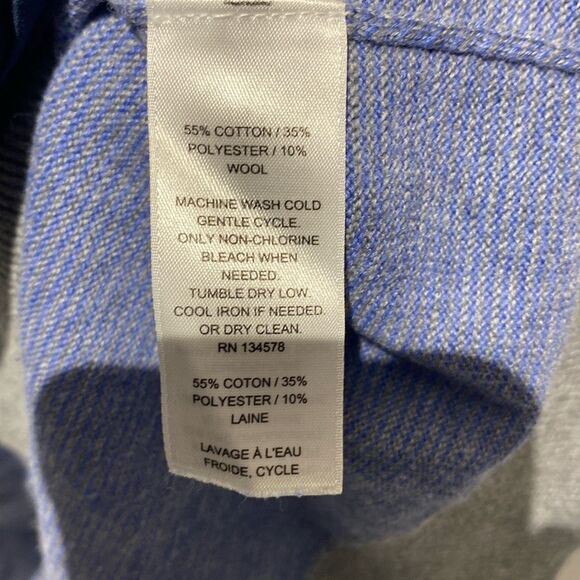 55% COTTON / 35%
POLYESTER / 10%
WOOL
MACHINE WASH COLD
GENTLE CYCLE.
ONLY NON-CHLORINE
BLEACH WHEN
NEEDED.
TUMBLE DRY LOW.
COOL IRON IF NEEDED.
OR DRY CLEAN.
RN 134578
55% COTON / 35%
POLYESTER / 10%
LAINE
LAVAGE À L'EAU
FROIDE, CYCLE